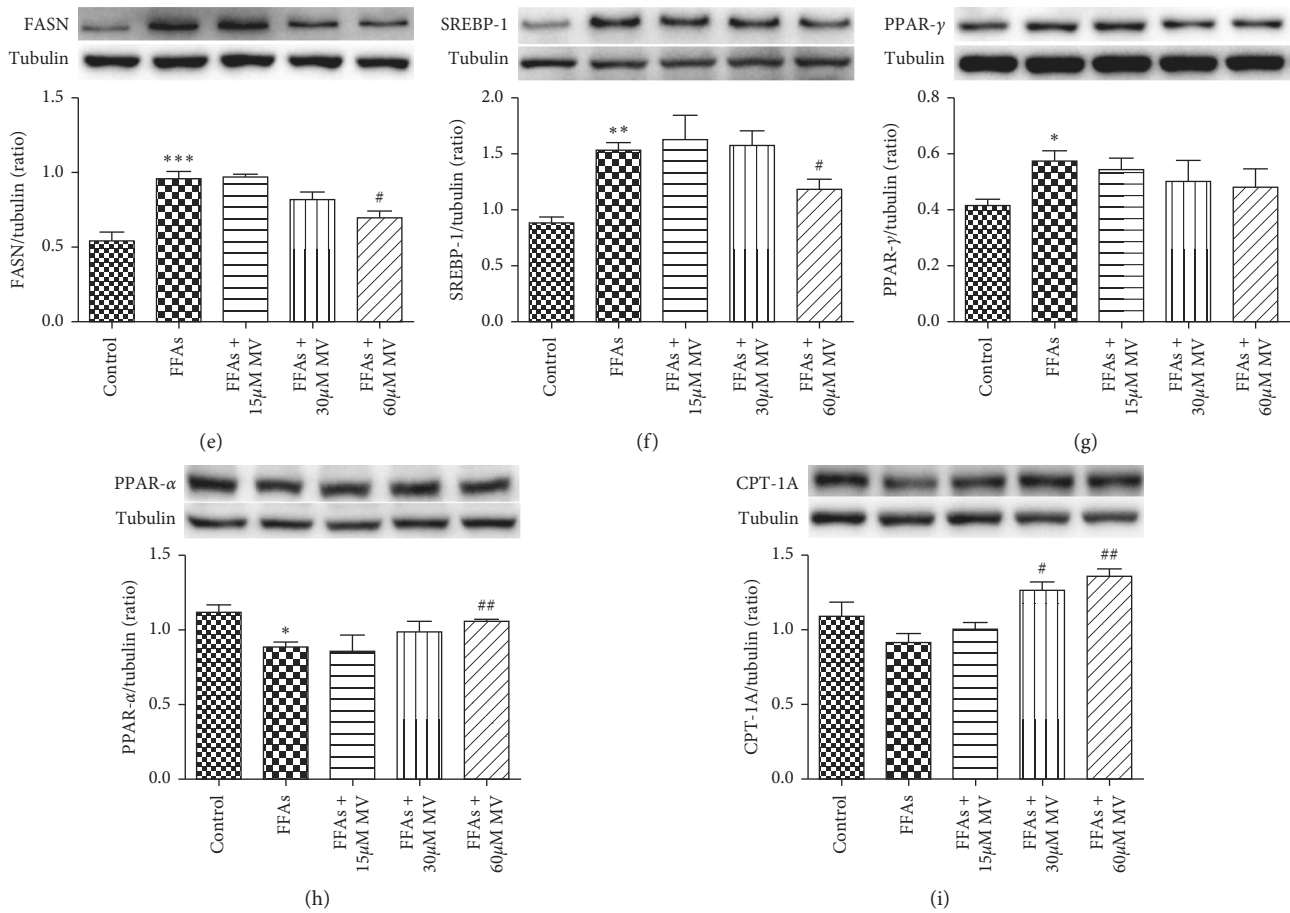 FASN
Tubulin
FASN/tubulin (ratio)
1.5
1.0
0.5
0.0
***
#
Control
FFAs
FFAs +
15μM MV
FFAs +
30μM MV
FFAs +
60μM MV
(e)
SREBP-1
Tubulin
SREBP-1/tubulin (ratio)
2.0
1.5
1.0
0.5
0.0
**
#
Control
FFAs
FFAs +
15μM MV
FFAs +
30μM MV
FFAs +
60μM MV
(f)
PPAR-γ
Tubulin
PPAR-γ/tubulin (ratio)
0.8
0.6
0.4
0.2
0.0
*
Control
FFAs
FFAs +
15μM MV
FFAs +
30μM MV
FFAs +
60μM MV
(g)
PPAR-α
Tubulin
PPAR-α/tubulin (ratio)
1.5
1.0
0.5
0.0
*
##
Control
FFAs
FFAs +
15μM MV
FFAs +
30μM MV
FFAs +
60μM MV
(h)
CPT-1A
Tubulin
CPT-1A/tubulin (ratio)
1.5
1.0
0.5
0.0
#
##
Control
FFAs
FFAs +
15μM MV
FFAs +
30μM MV
FFAs +
60μM MV
(i)